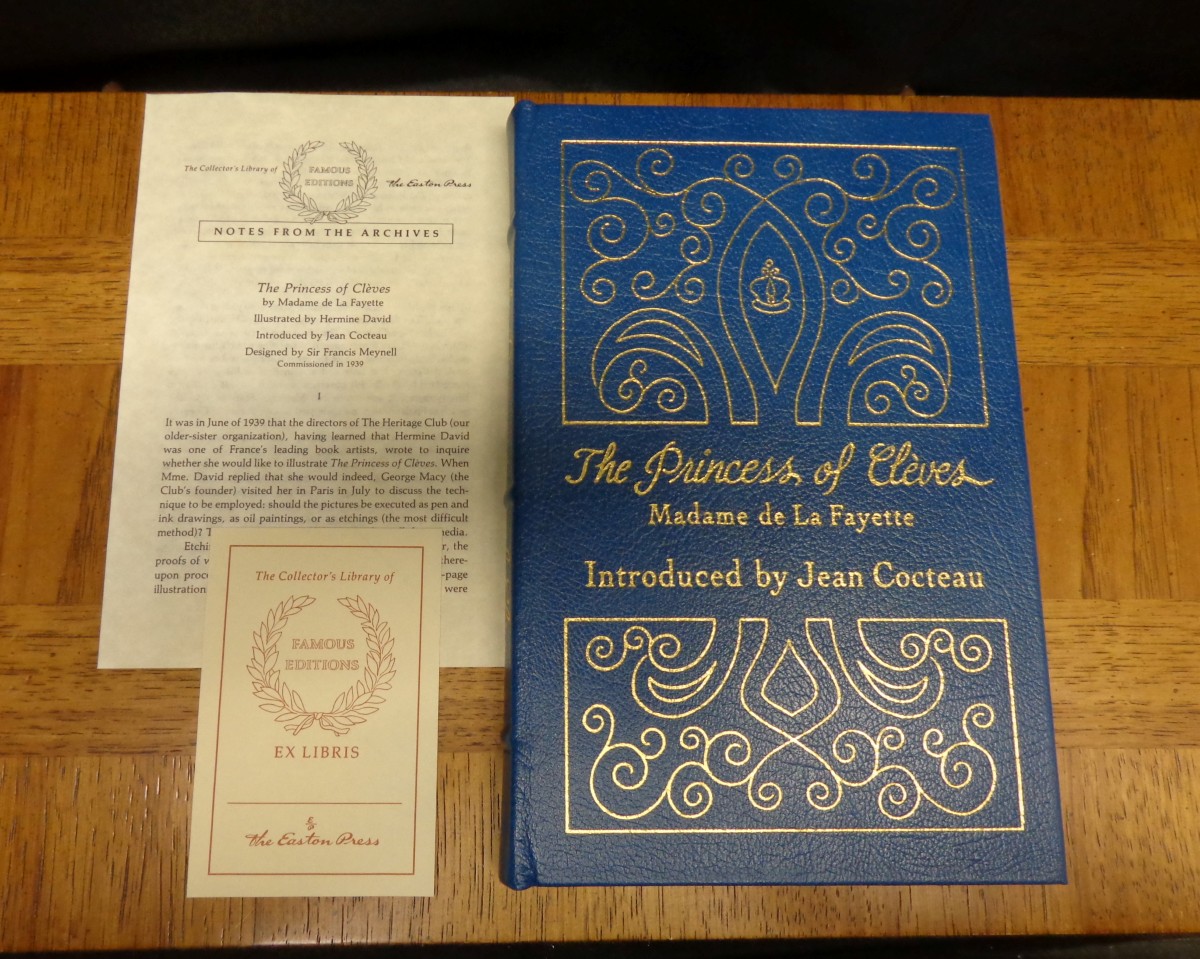 The Collector's Library of
FAMOUS
EDITIONS
the Easton Press
NOTES FROM THE ARCHIVES
The Princess of Clèves
by Madame de La Fayette
Illustrated by Hermine David
Introduced by Jean Cocteau
Designed by Sir Francis Meynell
Commissioned in 1939
I
It was in June of 1939 that the directors of The Heritage Club (our
older-sister organization), having learned that Hermine David
was one of France's leading book artists, wrote to inquire
whether she would like to illustrate The Princess of Clèves. When
Mme. David replied that she would indeed, George Macy (the
Club's founder) visited her in Paris in July to discuss the tech-
nique to be employed: should the pictures be executed as pen and
ink drawings, as oil paintings, or as etchings (the most difficult
method)? media.
the
proofs of there-
upon -page
illustration were
The Collector's Library of
FAMOUS
EDITIONS
EX LIBRIS
the Easton Press
The Princess of Clèves
Madame de La Fayette
Introduced by Jean Cocteau